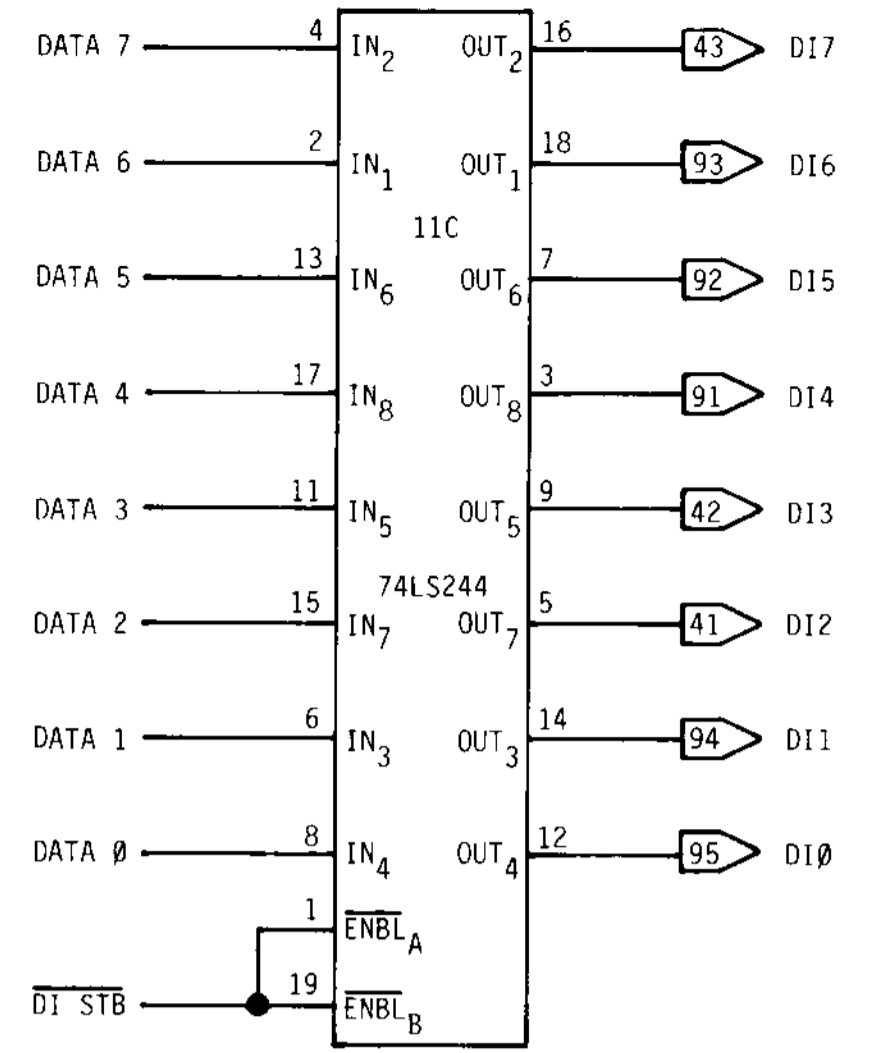 DATA 7 4 IN2 OUT2 16 43 DI7
DATA 6 2 IN1 OUT1 18 93 DI6
11C
DATA 5 13 IN6 OUT6 7 92 DI5
DATA 4 17 IN8 OUT8 3 91 DI4
DATA 3 11 IN5 OUT5 9 42 DI3
74LS244
DATA 2 15 IN7 OUT7 5 41 DI2
DATA 1 6 IN3 OUT3 14 94 DI1
DATA Ø 8 IN4 OUT4 12 95 DIØ
1 ENBLA
DI STB 19 ENBLB